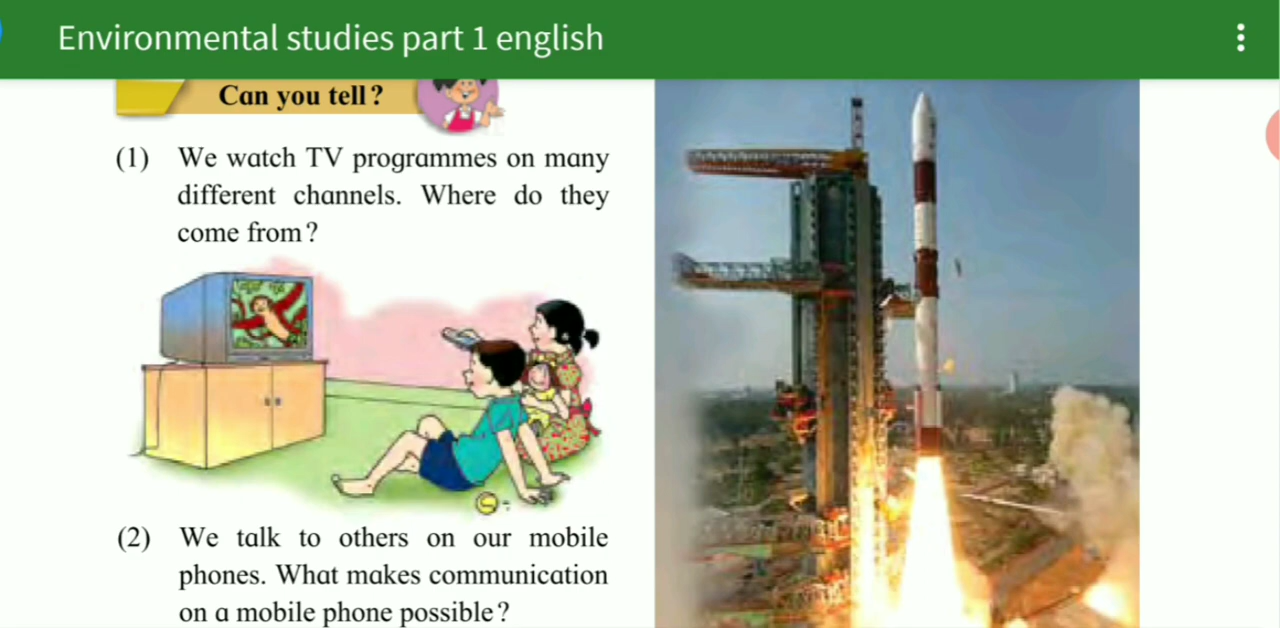 Environmental studies part 1 english
Can you tell?
(1) We watch TV programmes on many
different channels. Where do they
come from?
(2) We talk to others on our mobile
phones. What makes communication
on a mobile phone possible?